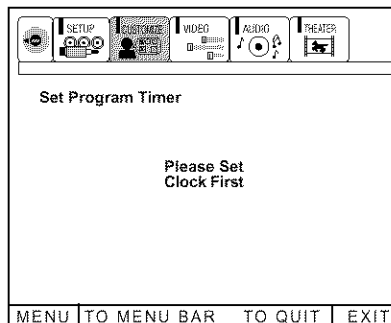 SETUP CUSTOMIZE VIDEO AUDIO THEATER
Set Program Timer
Please Set
Clock First
MENU TO MENU BAR TO QUIT EXIT